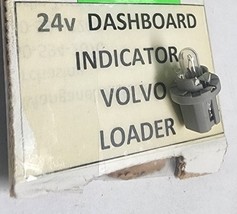 24v DASHBOARD
INDICATOR
VOLVO
LOADER